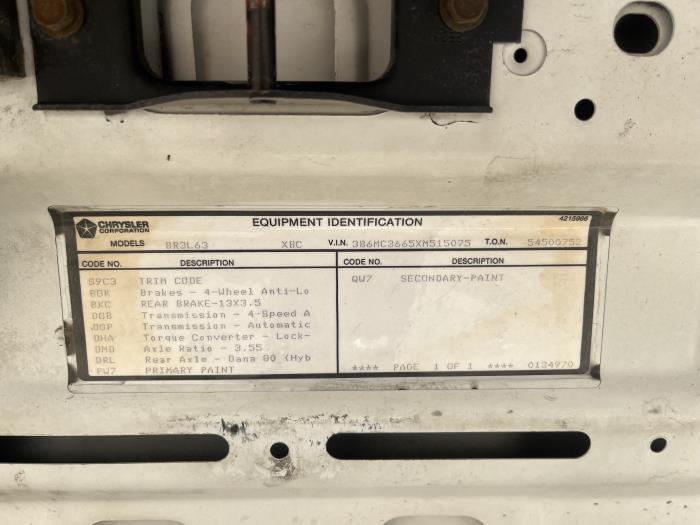 CHRYSLER
CORPORATION
EQUIPMENT IDENTIFICATION
4215966
MODELS BR3L63 XBC V.I.N. 3B6MC3665XM515075 T.O.N. 54500752
CODE NO. DESCRIPTION CODE NO. DESCRIPTION
S9C3 TRIM CODE QW7 SECONDARY-PAINT
BGK Brakes - 4-Wheel Anti-Lo
BKC REAR BRAKE-13X3.5
DGB Transmission - 4-Speed A
DGP Transmission - Automatic
DHA Torque Converter - Lock-
DMD Axle Ratio - 3.55
DRL Rear Axle - Dana 80 (Hyb
PW7 PRIMARY PAINT
**** PAGE 1 OF 1 **** 0134970